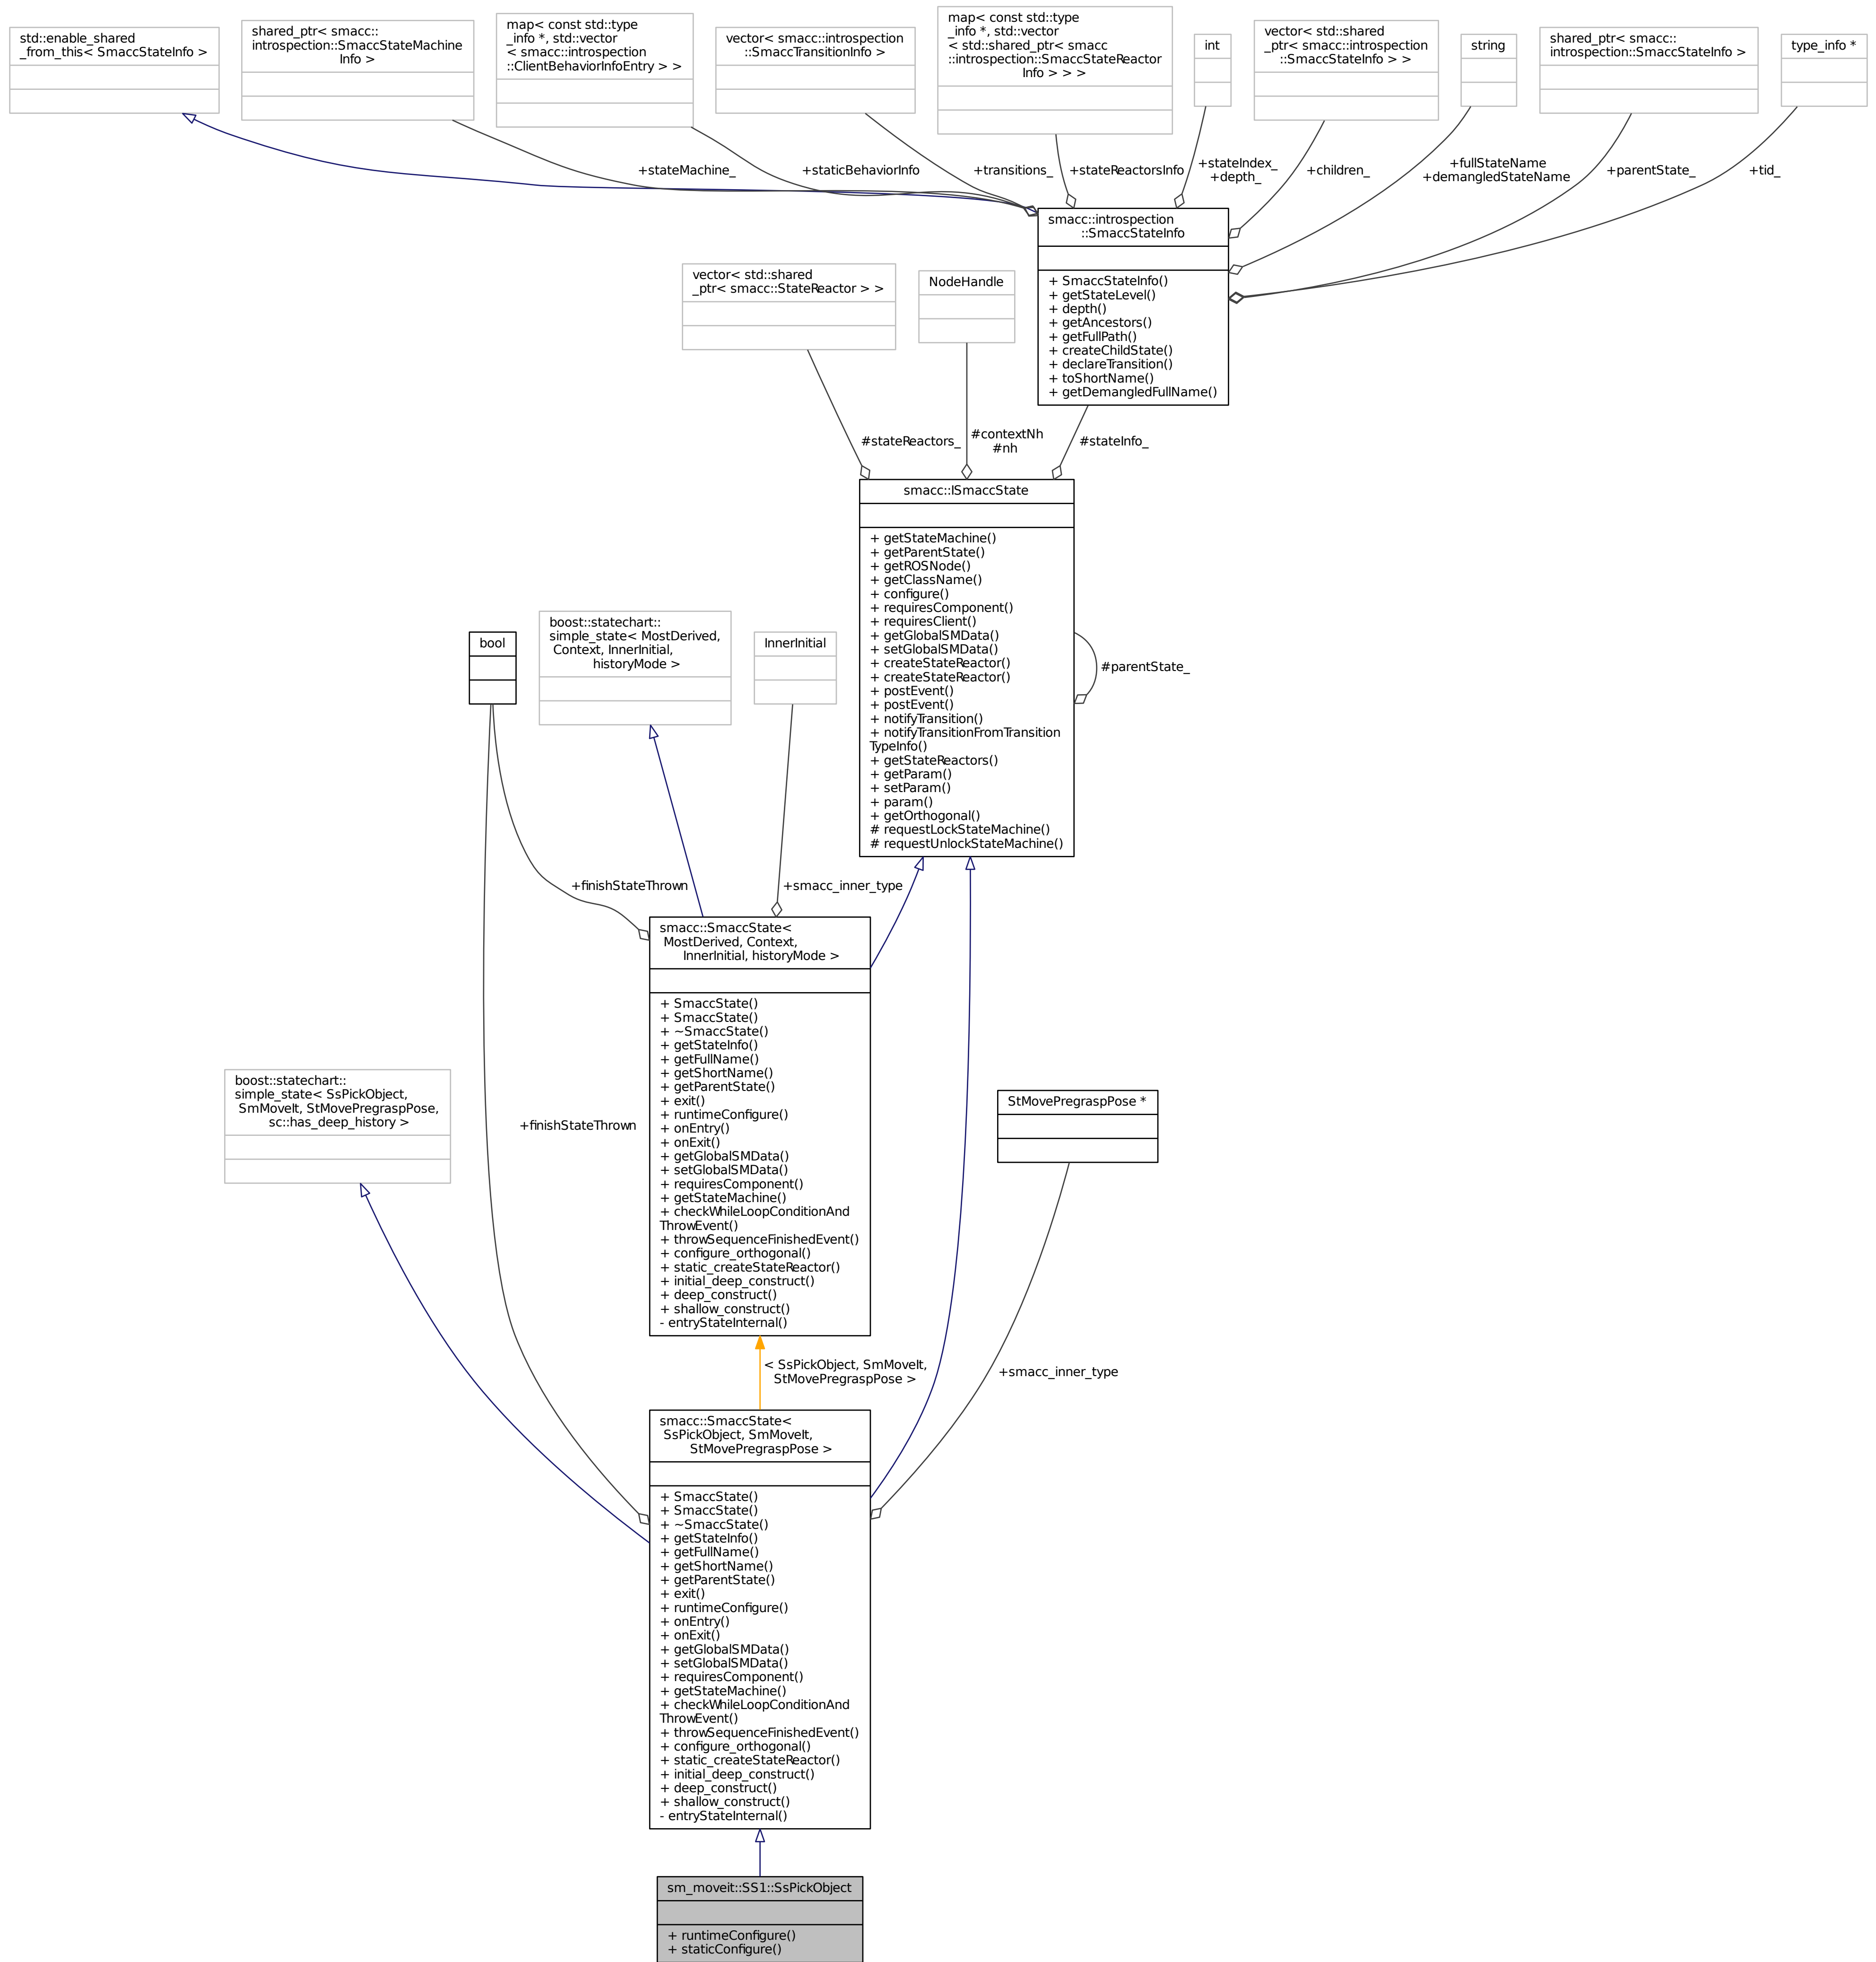 std::enable_shared
_from_this< SmaccStateInfo >
shared_ptr< smacc::
introspection::SmaccStateMachine
Info >
map< const std::type
_info *, std::vector
< smacc::introspection
::ClientBehaviorInfoEntry > >
vector< smacc::introspection
::SmaccTransitionInfo >
map< const std::type
_info *, std::vector
< std::shared_ptr< smacc
::introspection::SmaccStateReactor
Info > > >
int
vector< std::shared
_ptr< smacc::introspection
::SmaccStateInfo > >
string
shared_ptr< smacc::
introspection::SmaccStateInfo >
type_info *
+stateMachine_
+staticBehaviorInfo
+transitions_
+stateReactorsInfo
+stateIndex_
+depth_
+children_
+fullStateName
+demangledStateName
+parentState_
+tid_
smacc::introspection
::SmaccStateInfo
+ SmaccStateInfo()
+ getStateLevel()
+ depth()
+ getAncestors()
+ getFullPath()
+ createChildState()
+ declareTransition()
+ toShortName()
+ getDemangledFullName()
vector< std::shared
_ptr< smacc::StateReactor > >
NodeHandle
#stateReactors_
#contextNh
#nh
#stateInfo_
smacc::ISmaccState
+ getStateMachine()
+ getParentState()
+ getROSNode()
+ getClassName()
+ configure()
+ requiresComponent()
+ requiresClient()
+ getGlobalSMData()
+ setGlobalSMData()
+ createStateReactor()
+ createStateReactor()
+ postEvent()
+ postEvent()
+ notifyTransition()
+ notifyTransitionFromTransition
TypeInfo()
+ getStateReactors()
+ getParam()
+ setParam()
+ param()
+ getOrthogonal()
# requestLockStateMachine()
# requestUnlockStateMachine()
#parentState_
bool
boost::statechart::
simple_state< MostDerived,
Context, InnerInitial,
historyMode >
InnerInitial
+finishStateThrown
+smacc_inner_type
smacc::SmaccState<
MostDerived, Context,
InnerInitial, historyMode >
+ SmaccState()
+ SmaccState()
+ ~SmaccState()
+ getStateInfo()
+ getFullName()
+ getShortName()
+ getParentState()
+ exit()
+ runtimeConfigure()
+ onEntry()
+ onExit()
+ getGlobalSMData()
+ setGlobalSMData()
+ requiresComponent()
+ getStateMachine()
+ checkWhileLoopConditionAnd
ThrowEvent()
+ throwSequenceFinishedEvent()
+ configure_orthogonal()
+ static_createStateReactor()
+ initial_deep_construct()
+ deep_construct()
+ shallow_construct()
- entryStateInternal()
boost::statechart::
simple_state< SsPickObject,
SmMoveIt, StMovePregraspPose,
sc::has_deep_history >
+finishStateThrown
StMovePregraspPose *
< SsPickObject, SmMoveIt,
StMovePregraspPose >
+smacc_inner_type
smacc::SmaccState<
SsPickObject, SmMoveIt,
StMovePregraspPose >
+ SmaccState()
+ SmaccState()
+ ~SmaccState()
+ getStateInfo()
+ getFullName()
+ getShortName()
+ getParentState()
+ exit()
+ runtimeConfigure()
+ onEntry()
+ onExit()
+ getGlobalSMData()
+ setGlobalSMData()
+ requiresComponent()
+ getStateMachine()
+ checkWhileLoopConditionAnd
ThrowEvent()
+ throwSequenceFinishedEvent()
+ configure_orthogonal()
+ static_createStateReactor()
+ initial_deep_construct()
+ deep_construct()
+ shallow_construct()
- entryStateInternal()
sm_moveit::SS1::SsPickObject
+ runtimeConfigure()
+ staticConfigure()